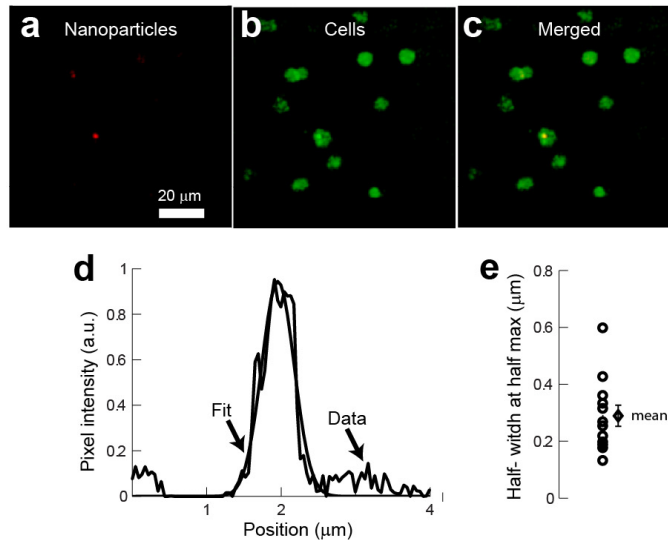 a Nanoparticles
b Cells
c Merged
20 μm
d
Pixel intensity (a.u.)
1
0.8
0.6
0.4
0.2
0
Fit
Data
1
2
4
Position (μm)
e
Half- witdh at half max (μm)
0.8
0.6
0.4
0.2
0
mean